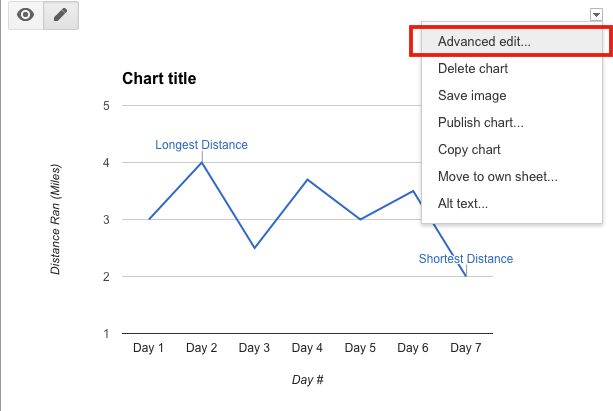 Advanced edit...
Delete chart
Save image
Publish chart...
Copy chart
Move to own sheet...
Alt text...
Chart title
5
Longest Distance
4
3
Shortest Distance
2
1
Distance Ran (Miles)
Day 1 Day 2 Day 3 Day 4 Day 5 Day 6 Day 7
Day #